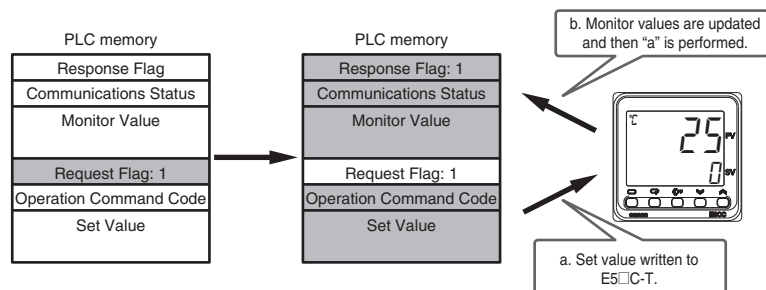 PLC memory
Response Flag
Communications Status
Monitor Value
Request Flag: 1
Operation Command Code
Set Value
PLC memory
Response Flag: 1
Communications Status
Monitor Value
Request Flag: 1
Operation Command Code
Set Value
b. Monitor values are updated
and then “a” is performed.
°C
25
PV
0
SV
omron
E5CC
a. Set value written to
E5□C-T.